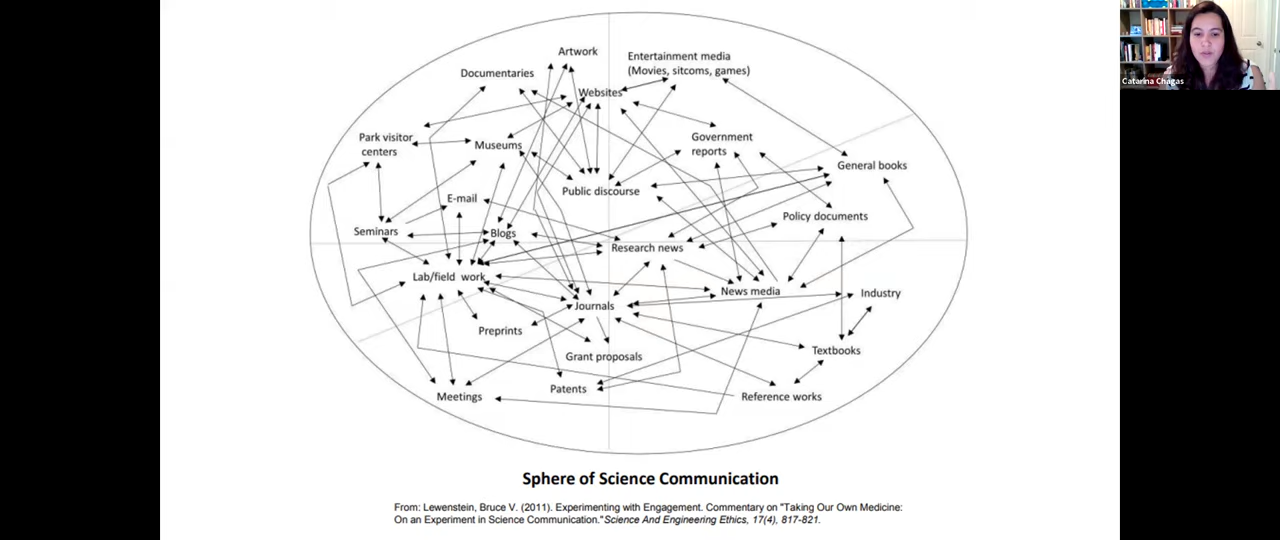 Artwork
Entertainment media
(Movies, sitcoms, games)
Documentaries
Websites
Catarina Chagas
Park visitor
centers
Museums
Government
reports
General books
Public discourse
E-mail
Policy documents
Seminars
Blogs
Research news
Lab/field work
News media
Industry
Journals
Preprints
Grant proposals
Textbooks
Patents
Meetings
Reference works
Sphere of Science Communication
From: Lewenstein, Bruce V. (2011). Experimenting with Engagement. Commentary on "Taking Our Own Medicine:
On an Experiment in Science Communication."Science And Engineering Ethics, 17(4), 817-821.